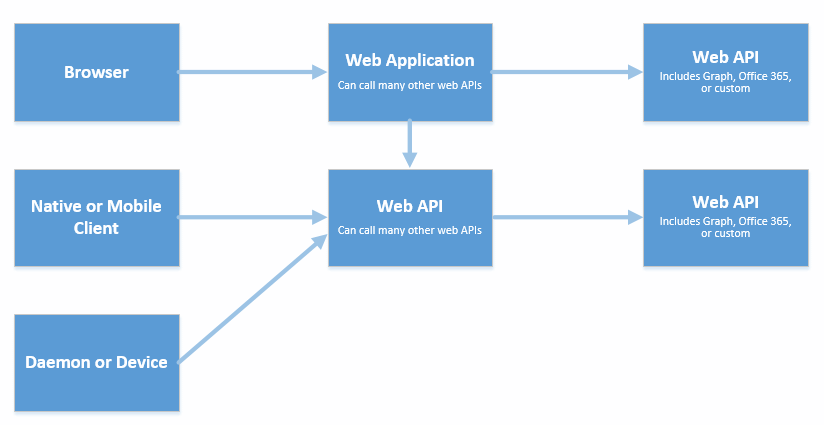 Browser
Web Application
Can call many other web APIs
Web API
Includes Graph, Office 365,
or custom
Native or Mobile
Client
Web API
Can call many other web APIs
Web API
Includes Graph, Office 365,
or custom
Daemon or Device